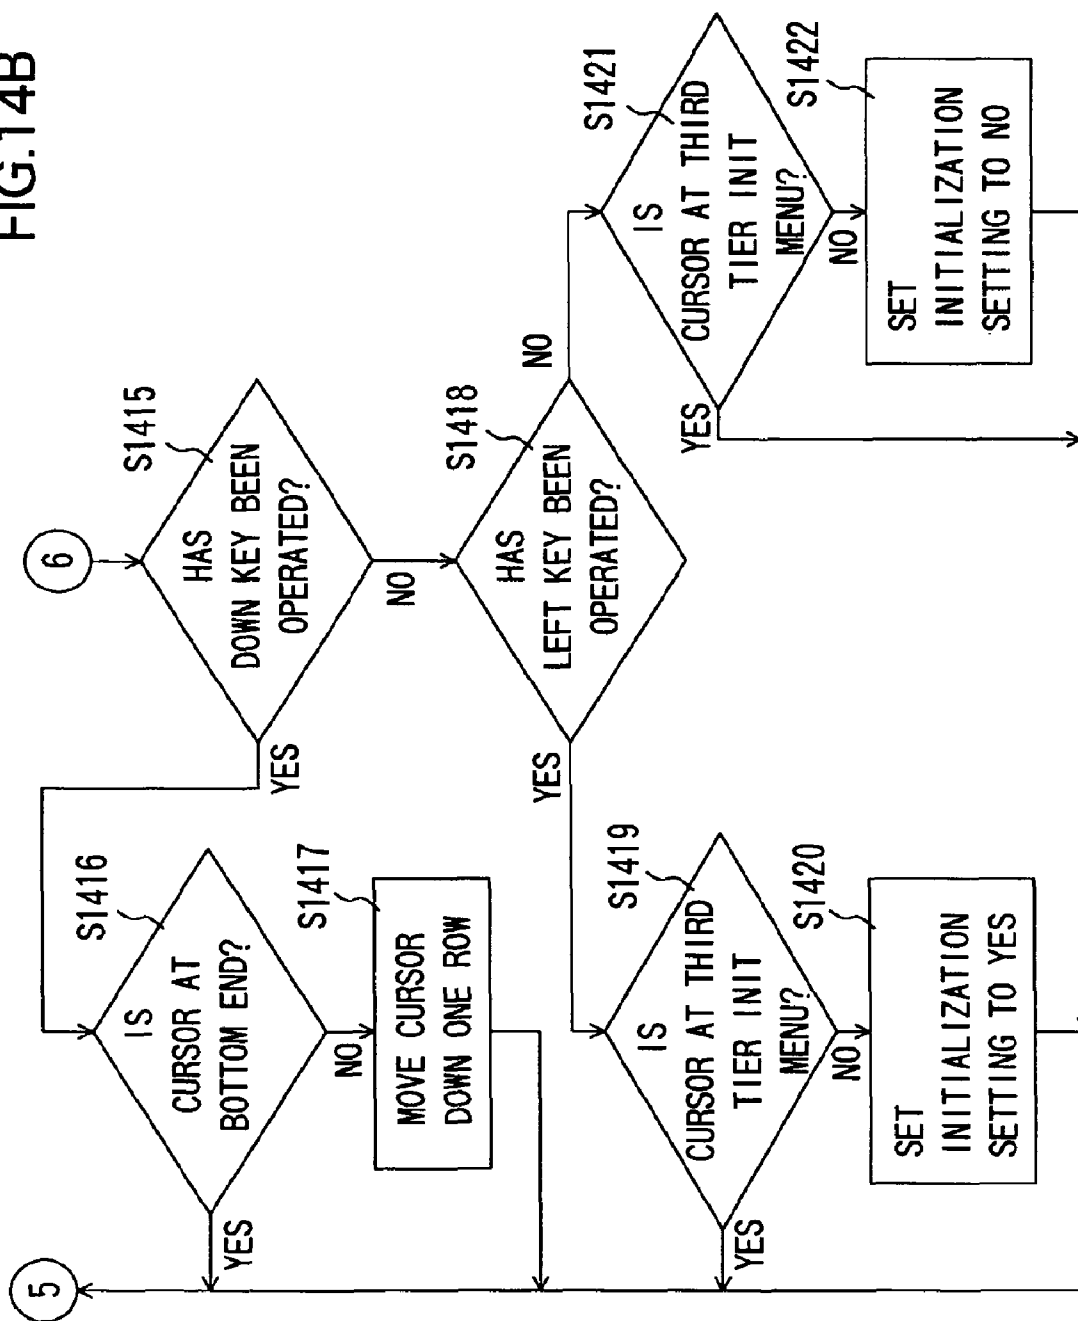 FIG.14B
6
S1415
HAS
DOWN KEY BEEN
OPERATED?
YES
NO
S1416
IS
CURSOR AT
BOTTOM END?
YES
NO
S1417
MOVE CURSOR
DOWN ONE ROW
5
S1418
HAS
LEFT KEY BEEN
OPERATED?
YES
NO
S1419
IS
CURSOR AT THIRD
TIER INIT
MENU?
YES
NO
S1420
SET
INITIALIZATION
SETTING TO YES
S1421
IS
CURSOR AT THIRD
TIER INIT
MENU?
YES
NO
S1422
SET
INITIALIZATION
SETTING TO NO